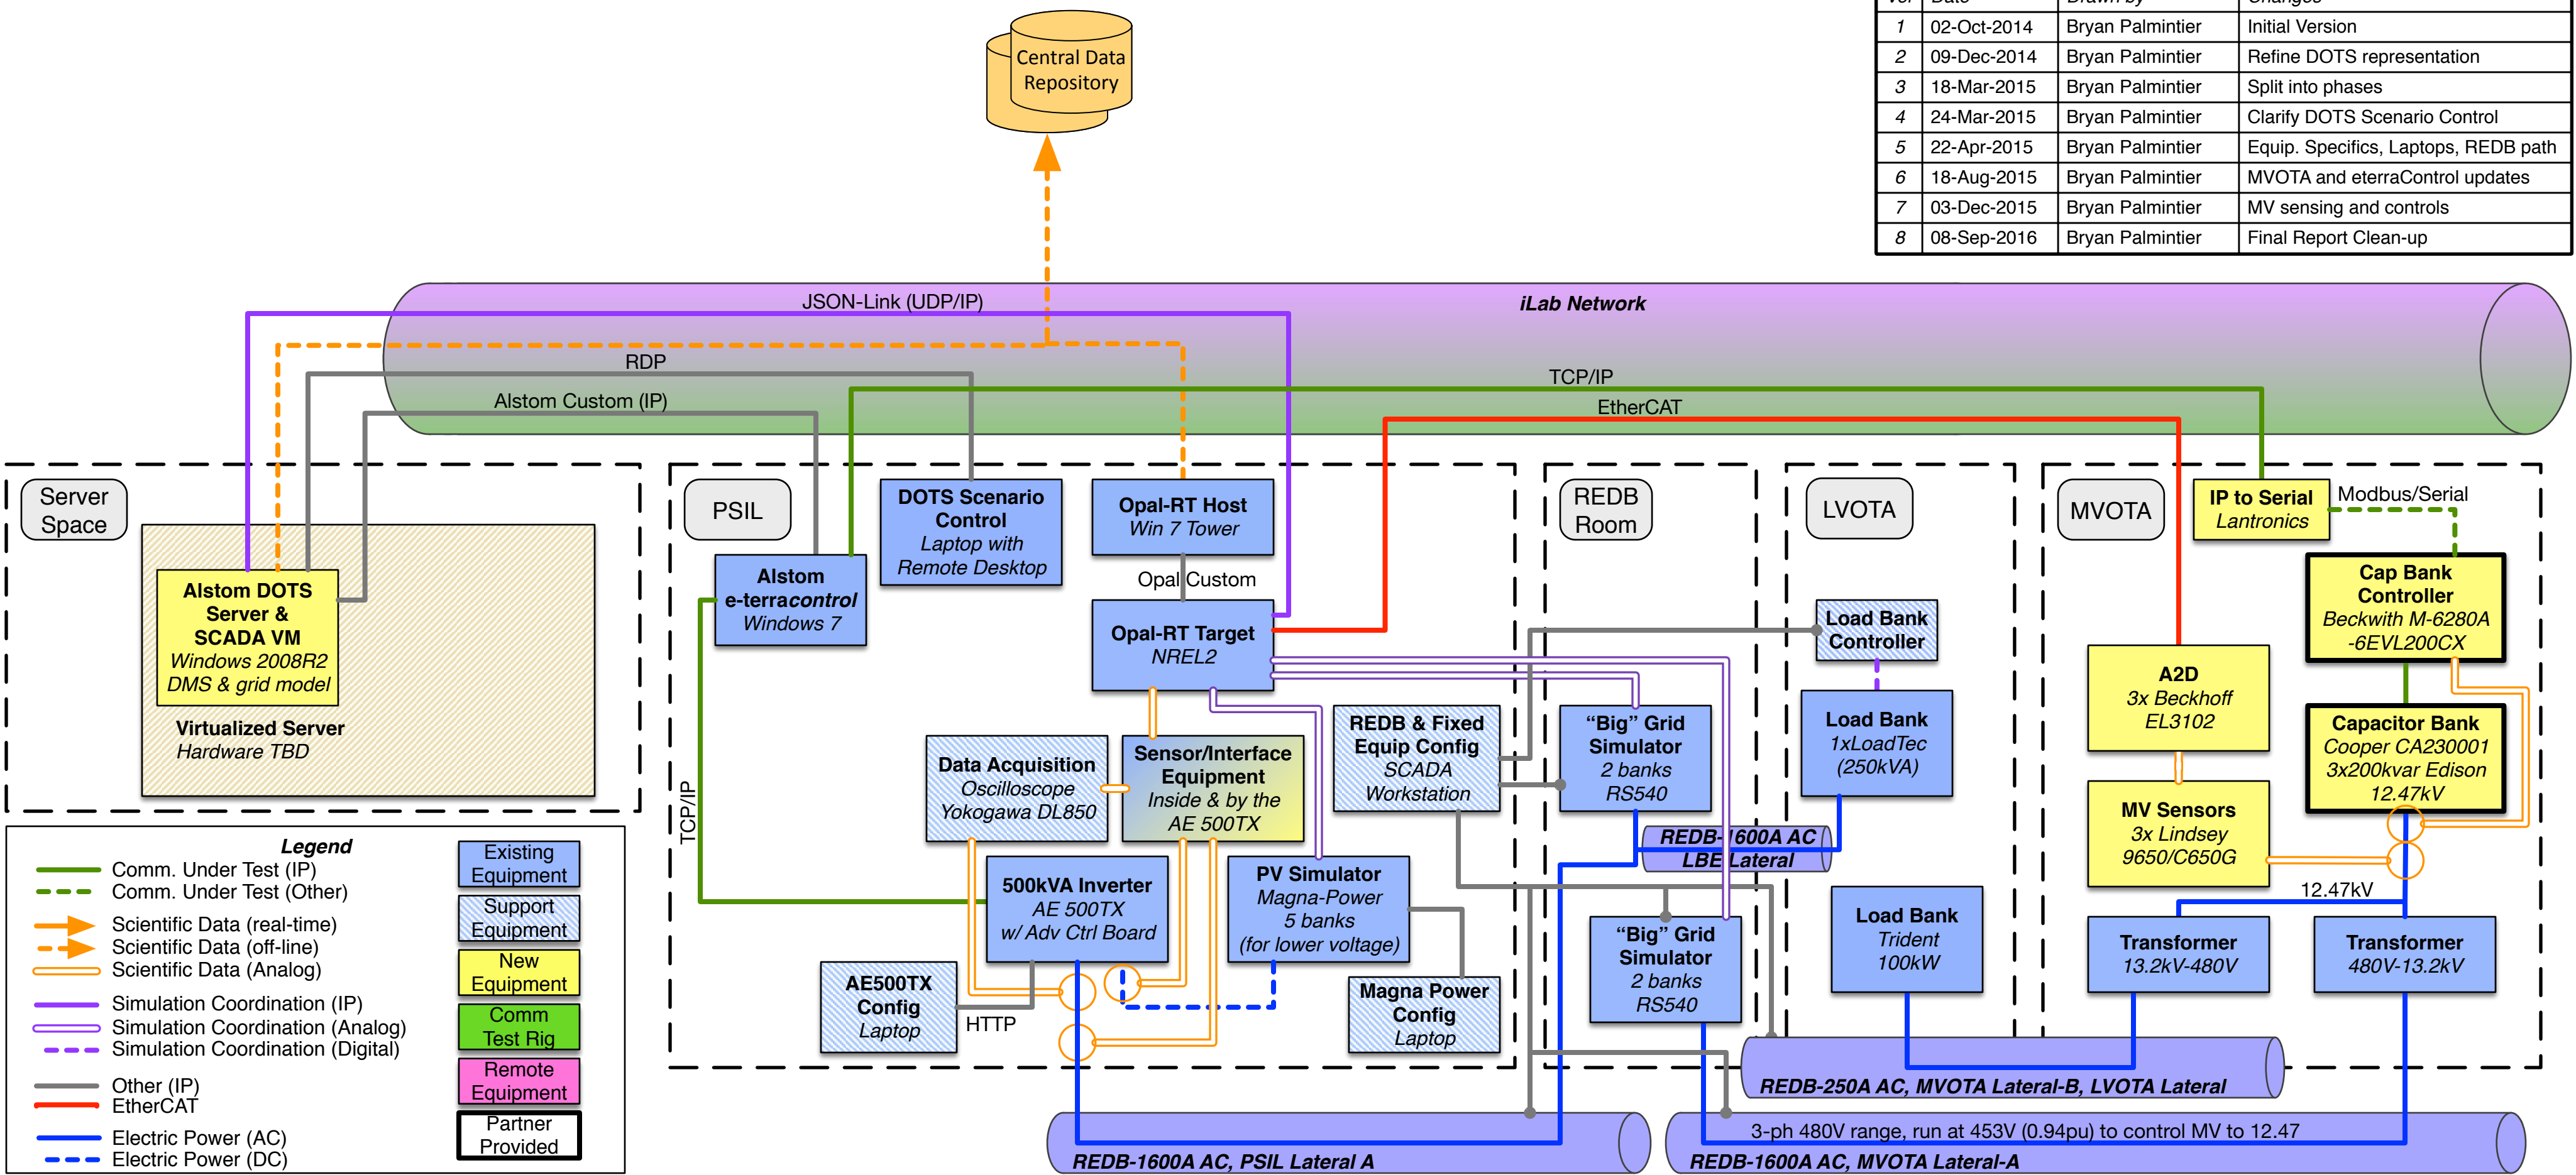 Ver Date Drawn by Changes
1 02-Oct-2014 Bryan Palmintier Initial Version
2 09-Dec-2014 Bryan Palmintier Refine DOTS representation
3 18-Mar-2015 Bryan Palmintier Split into phases
4 24-Mar-2015 Bryan Palmintier Clarify DOTS Scenario Control
5 22-Apr-2015 Bryan Palmintier Equip. Specifics, Laptops, REDB path
6 18-Aug-2015 Bryan Palmintier MVOTA and eterraControl updates
7 03-Dec-2015 Bryan Palmintier MV sensing and controls
8 08-Sep-2016 Bryan Palmintier Final Report Clean-up
Central Data
Repository
JSON-Link (UDP/IP)
iLab Network
RDP
TCP/IP
Alstom Custom (IP)
EtherCAT
Server
Space
Alstom DOTS
Server &
SCADA VM
Windows 2008R2
DMS & grid model
Virtualized Server
Hardware TBD
PSIL
Alstom
e-terracontrol
Windows 7
DOTS Scenario
Control
Laptop with
Remote Desktop
Opal-RT Host
Win 7 Tower
Opal Custom
Opal-RT Target
NREL2
TCP/IP
Data Acquisition
Oscilloscope
Yokogawa DL850
Sensor/Interface
Equipment
Inside & by the
AE 500TX
REDB & Fixed
Equip Config
SCADA
Workstation
500kVA Inverter
AE 500TX
w/ Adv Ctrl Board
PV Simulator
Magna-Power
5 banks
(for lower voltage)
AE500TX
Config
Laptop
HTTP
Magna Power
Config
Laptop
REDB
Room
“Big” Grid
Simulator
2 banks
RS540
REDB-1600A AC
LBE Lateral
“Big” Grid
Simulator
2 banks
RS540
LVOTA
Load Bank
Controller
Load Bank
1xLoadTec
(250kVA)
Load Bank
Trident
100kW
MVOTA
IP to Serial
Lantronics
Modbus/Serial
Cap Bank
Controller
Beckwith M-6280A
-6EVL200CX
A2D
3x Beckhoff
EL3102
Capacitor Bank
Cooper CA230001
3x200kvar Edison
12.47kV
MV Sensors
3x Lindsey
9650/C650G
12.47kV
Transformer
13.2kV-480V
Transformer
480V-13.2kV
REDB-250A AC, MVOTA Lateral-B, LVOTA Lateral
REDB-1600A AC, PSIL Lateral A
3-ph 480V range, run at 453V (0.94pu) to control MV to 12.47
REDB-1600A AC, MVOTA Lateral-A
Legend
Comm. Under Test (IP)
Comm. Under Test (Other)
Scientific Data (real-time)
Scientific Data (off-line)
Scientific Data (Analog)
Simulation Coordination (IP)
Simulation Coordination (Analog)
Simulation Coordination (Digital)
Other (IP)
EtherCAT
Electric Power (AC)
Electric Power (DC)
Existing
Equipment
Support
Equipment
New
Equipment
Comm
Test Rig
Remote
Equipment
Partner
Provided